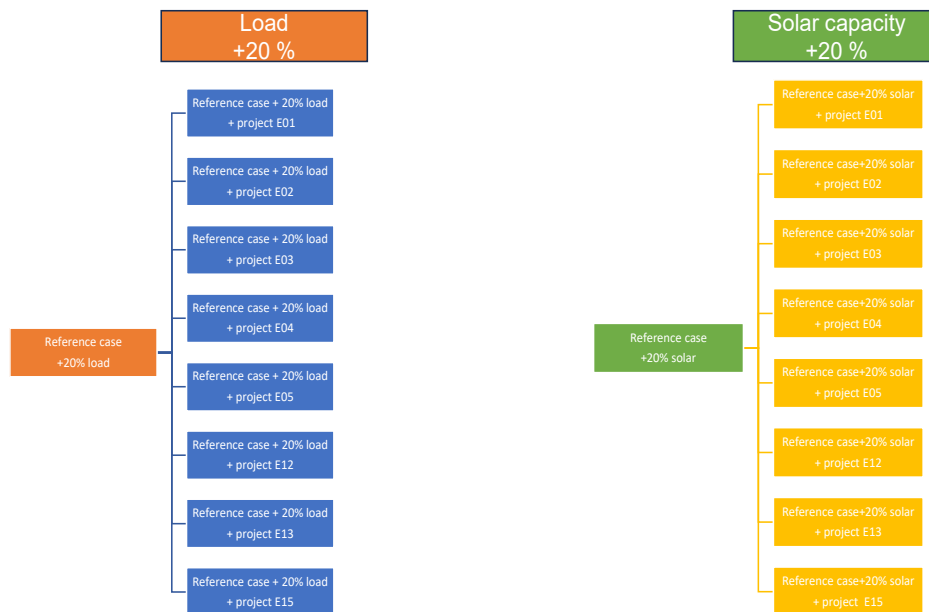 Load
+20 %
Reference case + 20% load
+ project E01
Reference case + 20% load
+ project E02
Reference case + 20% load
+ project E03
Reference case + 20% load
+ project E04
Reference case
+20% load
Reference case + 20% load
+ project E05
Reference case + 20% load
+ project E12
Reference case + 20% load
+ project E13
Reference case + 20% load
+ project E15
Solar capacity
+20 %
Reference case+20% solar
+ project E01
Reference case+20% solar
+ project E02
Reference case+20% solar
+ project E03
Reference case+20% solar
+ project E04
Reference case
+20% solar
Reference case+20% solar
+ project E05
Reference case+20% solar
+ project E12
Reference case+20% solar
+ project E13
Reference case+20% solar
+ project E15